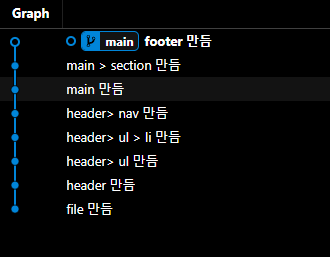 Graph
main footer 만듬
main > section 만듬
main 만듬
header> nav 만듬
header> ul > li 만듬
header> ul 만듬
header 만듬
file 만듬